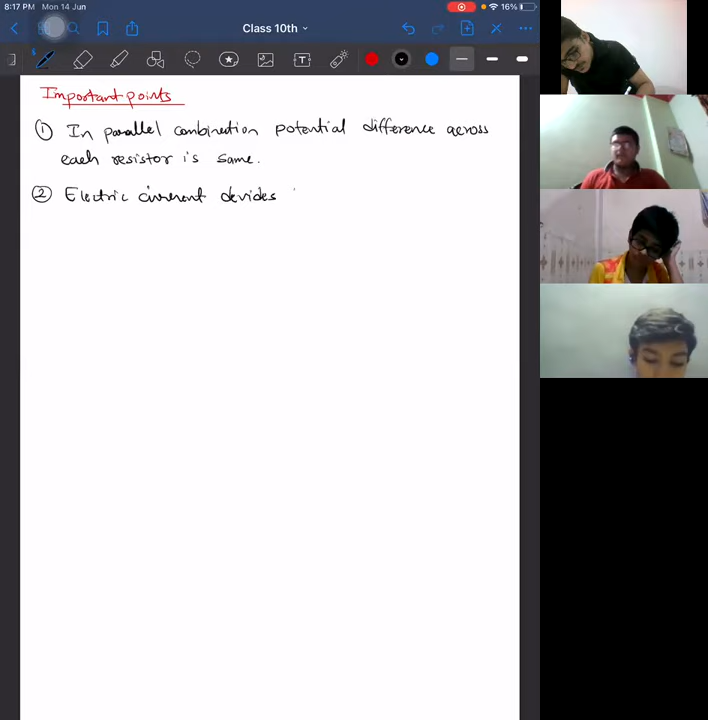 8:17 PM Mon 14 Jun
16%
Class 10th
T
Important points
① In parallel combination potential difference across
each resistor is same.
② Electric current devides